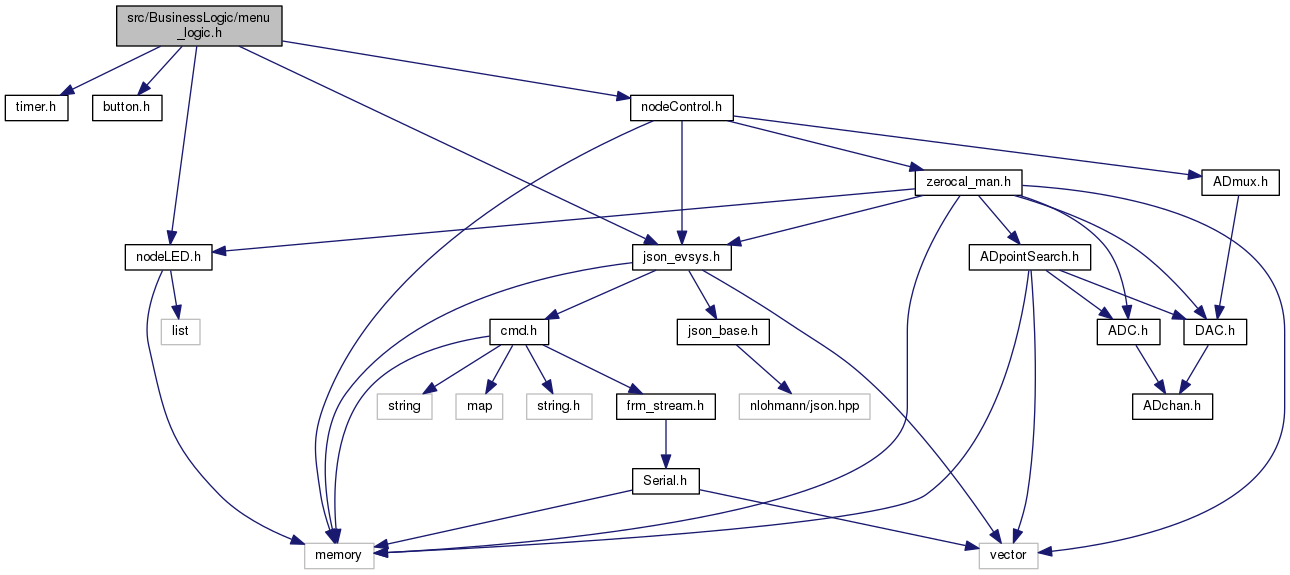 src/BusinessLogic/menu
_logic.h
timer.h
button.h
nodeControl.h
zerocal_man.h
ADmux.h
nodeLED.h
json_evsys.h
ADpointSearch.h
list
cmd.h
json_base.h
ADC.h
DAC.h
string
map
string.h
frm_stream.h
nlohmann/json.hpp
ADchan.h
Serial.h
memory
vector